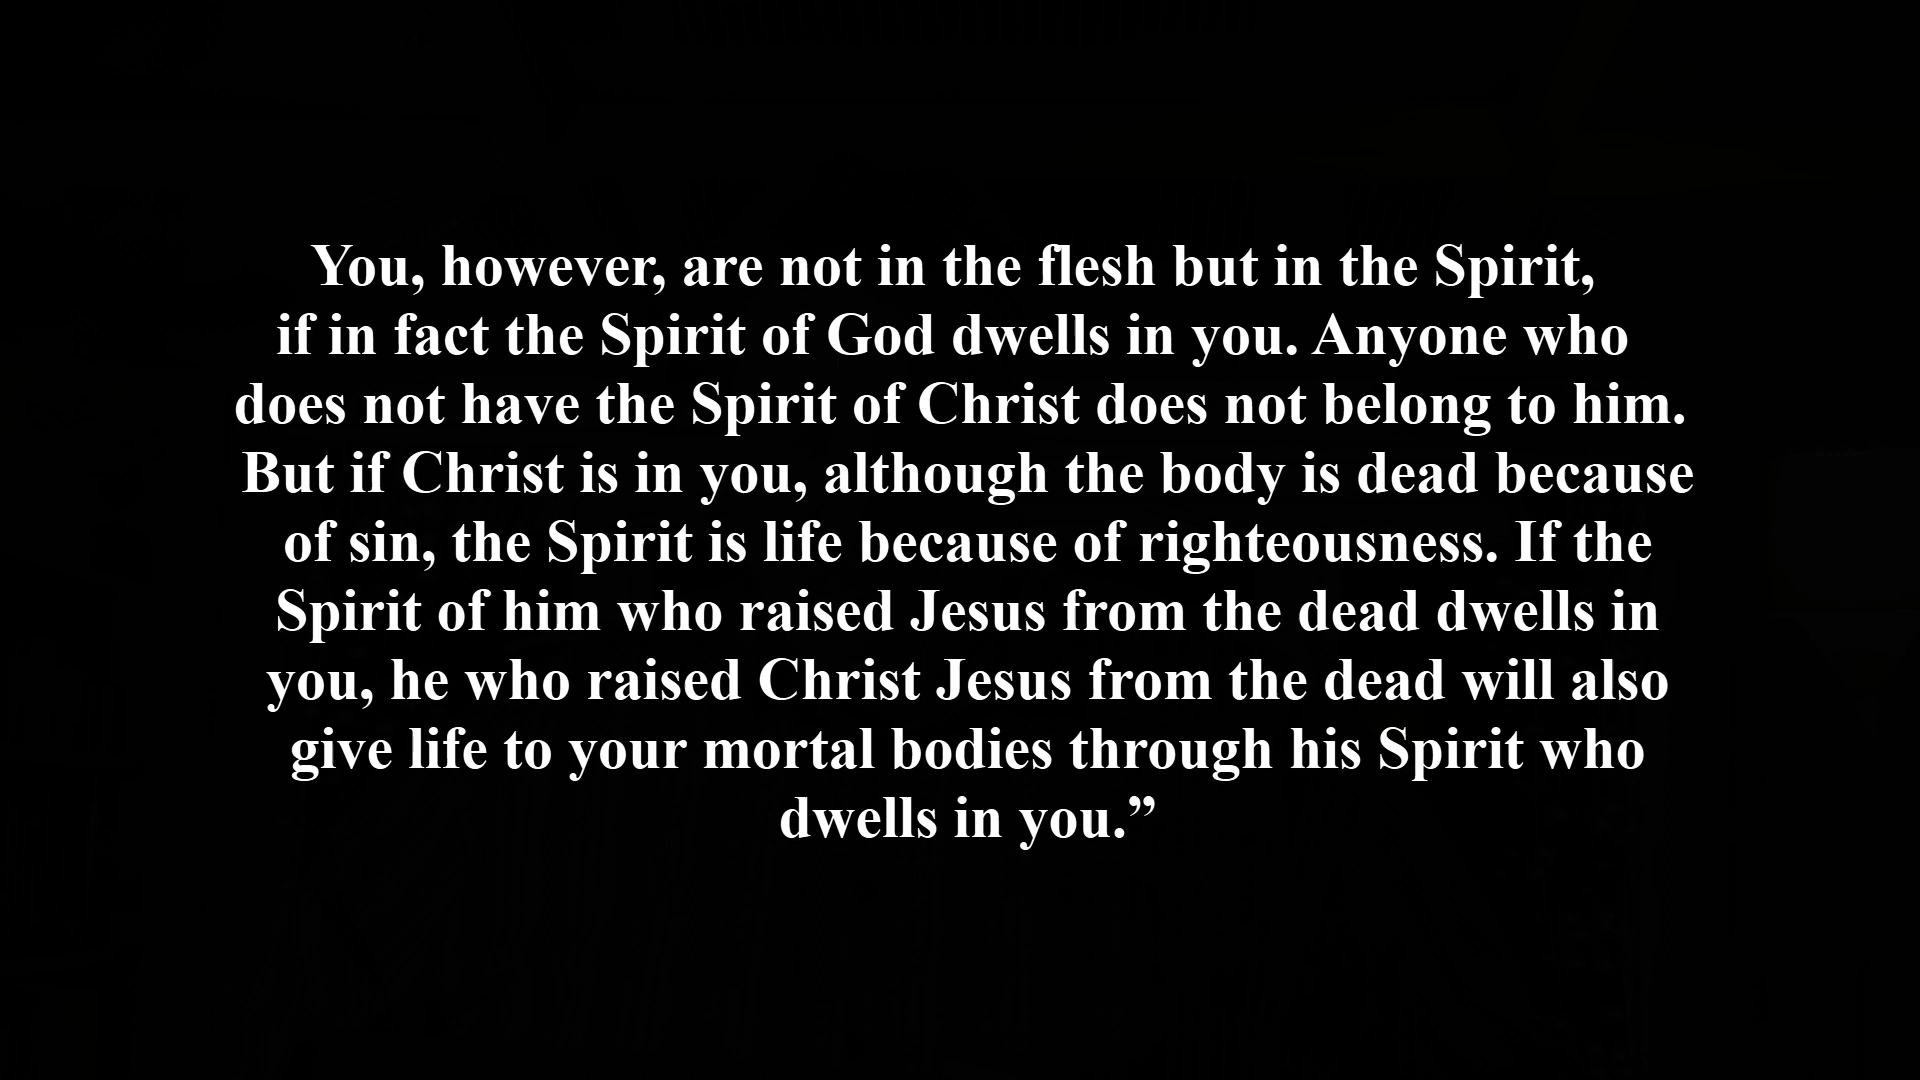 You, however, are not in the flesh but in the Spirit,
if in fact the Spirit of God dwells in you. Anyone who
does not have the Spirit of Christ does not belong to him.
But if Christ is in you, although the body is dead because
of sin, the Spirit is life because of righteousness. If the
Spirit of him who raised Jesus from the dead dwells in
you, he who raised Christ Jesus from the dead will also
give life to your mortal bodies through his Spirit who
dwells in you.”